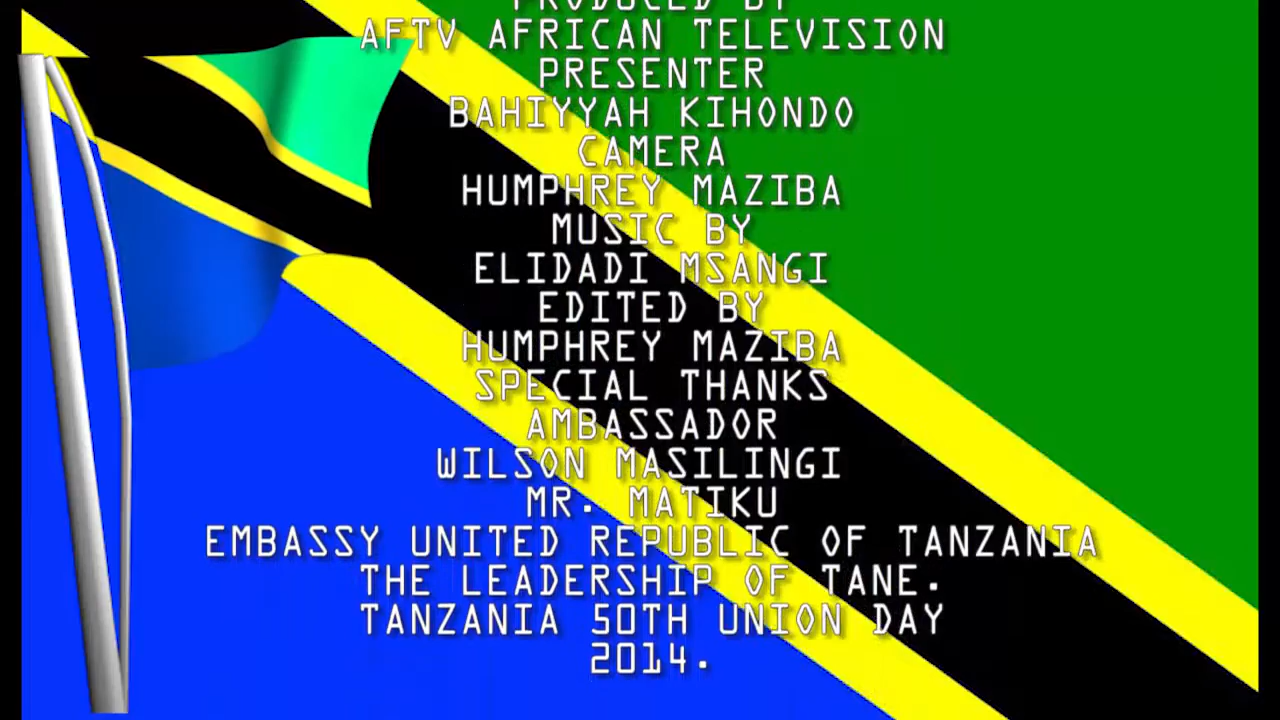 PRODUCED BY
AFTV AFRICAN TELEVISION
PRESENTER
BAHIYYAH KIHONDO
CAMERA
HUMPHREY MAZIBA
MUSIC BY
ELIDADI MSANGI
EDITED BY
HUMPHREY MAZIBA
SPECIAL THANKS
AMBASSADOR
WILSON MASILINGI
MR. MATIKU
EMBASSY UNITED REPUBLIC OF TANZANIA
THE LEADERSHIP OF TANE.
TANZANIA 50TH UNION DAY
2014.